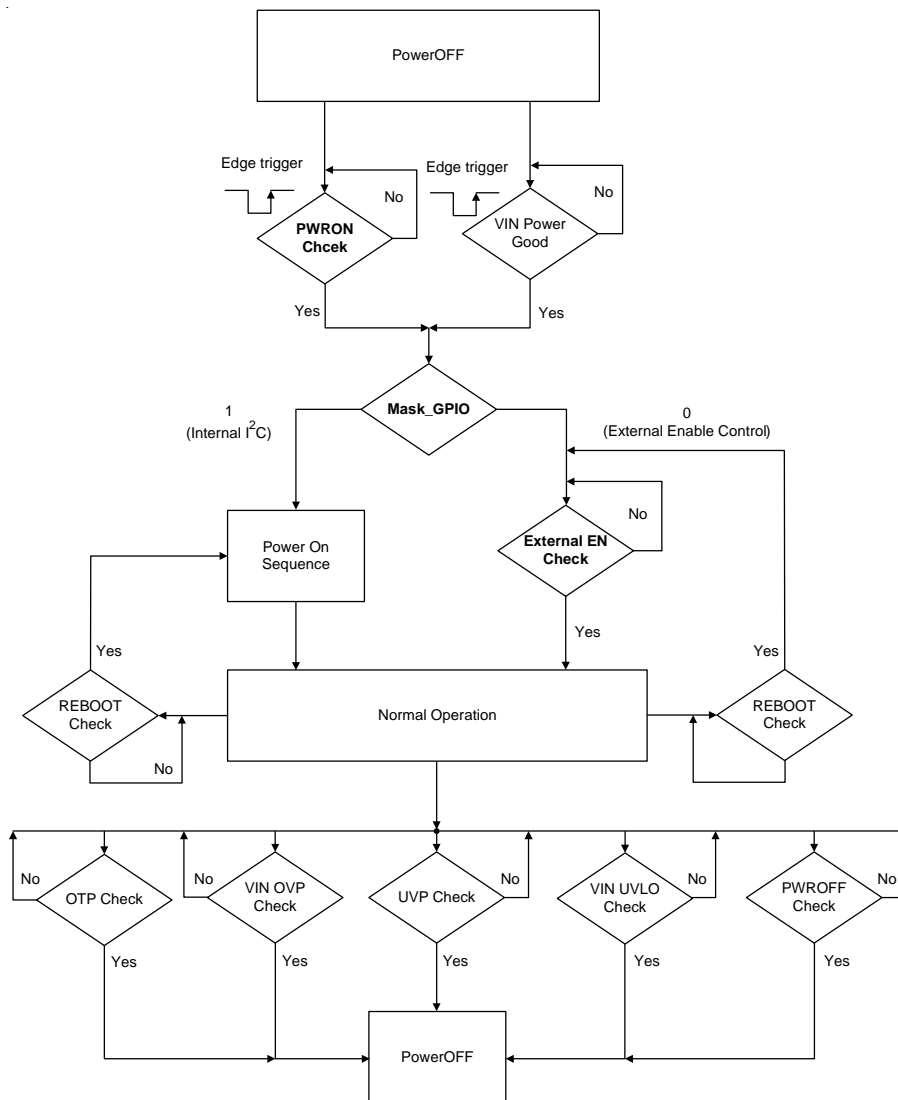 PowerOFF
Edge trigger
Edge trigger
No
No
PWRON
Chcek
VIN Power
Good
Yes
Yes
Mask_GPIO
1
(Internal I²C)
0
(External Enable Control)
No
Power On
Sequence
External EN
Check
Yes
Yes
Yes
REBOOT
Check
Normal Operation
REBOOT
Check
No
No
No
No
No
No
OTP Check
VIN OVP
Check
UVP Check
VIN UVLO
Check
PWROFF
Check
Yes
Yes
Yes
Yes
Yes
PowerOFF